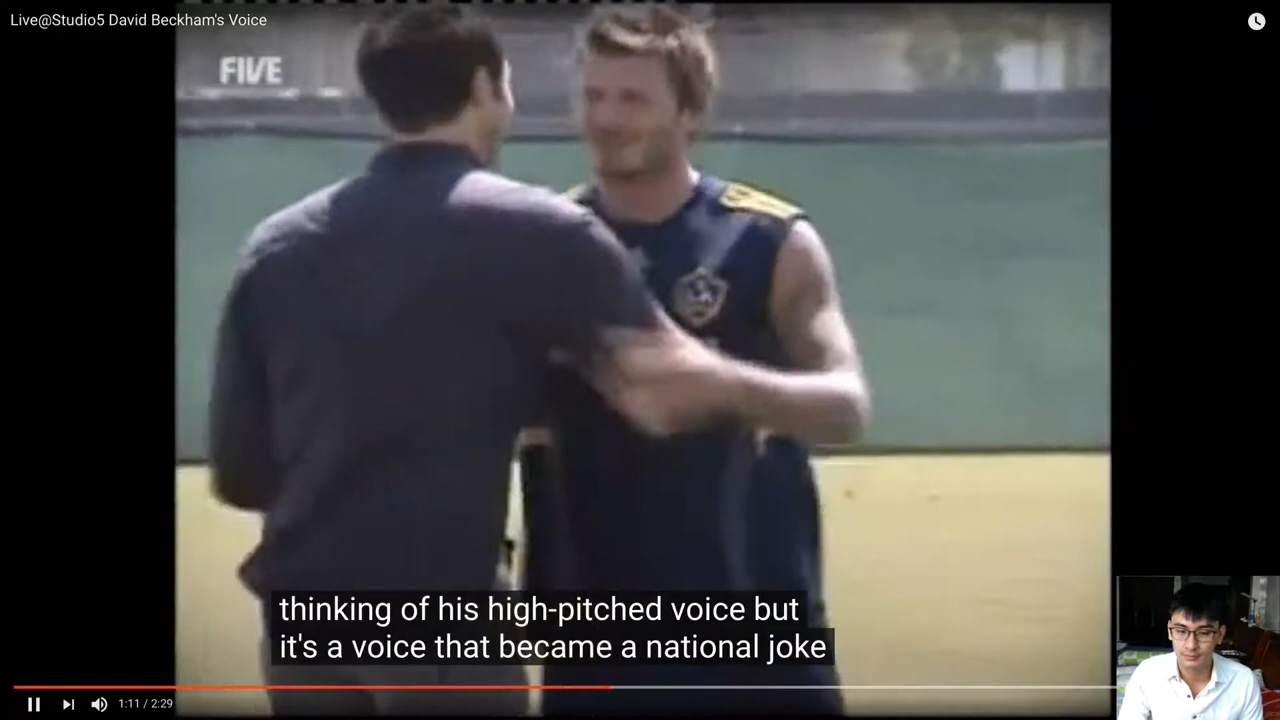 Live@Studio5 David Beckham's Voice
FIVE
thinking of his high-pitched voice but
it's a voice that became a national joke
1:11 / 2:29